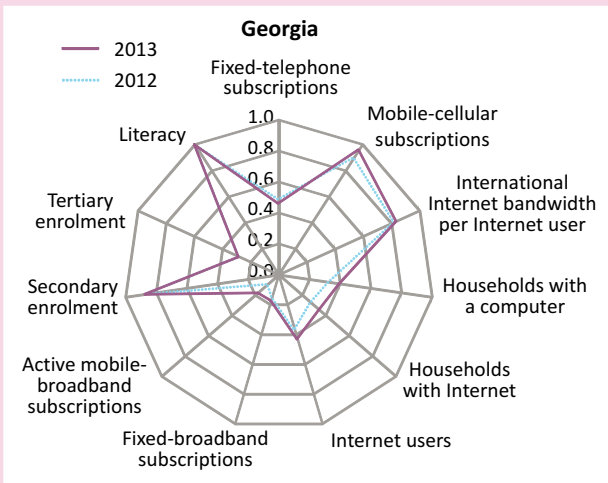 Georgia
2013
2012
Fixed-telephone
subscriptions
Mobile-cellular
subscriptions
International
Internet bandwidth
per Internet user
Households with
a computer
Households
with Internet
Internet users
Fixed-broadband
subscriptions
Active mobile-
broadband
subscriptions
Secondary
enrolment
Tertiary
enrolment
Literacy
1.0
0.8
0.6
0.4
0.2
0.0